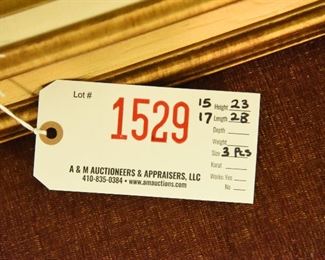 Lot #
1529
15 Height 23
17 Length 28
Depth
Weight
Size 3 Pcs
Karat
Works: Yes
No
A & M AUCTIONEERS & APPRAISERS, LLC
410-835-0384 • www.amauctions.com